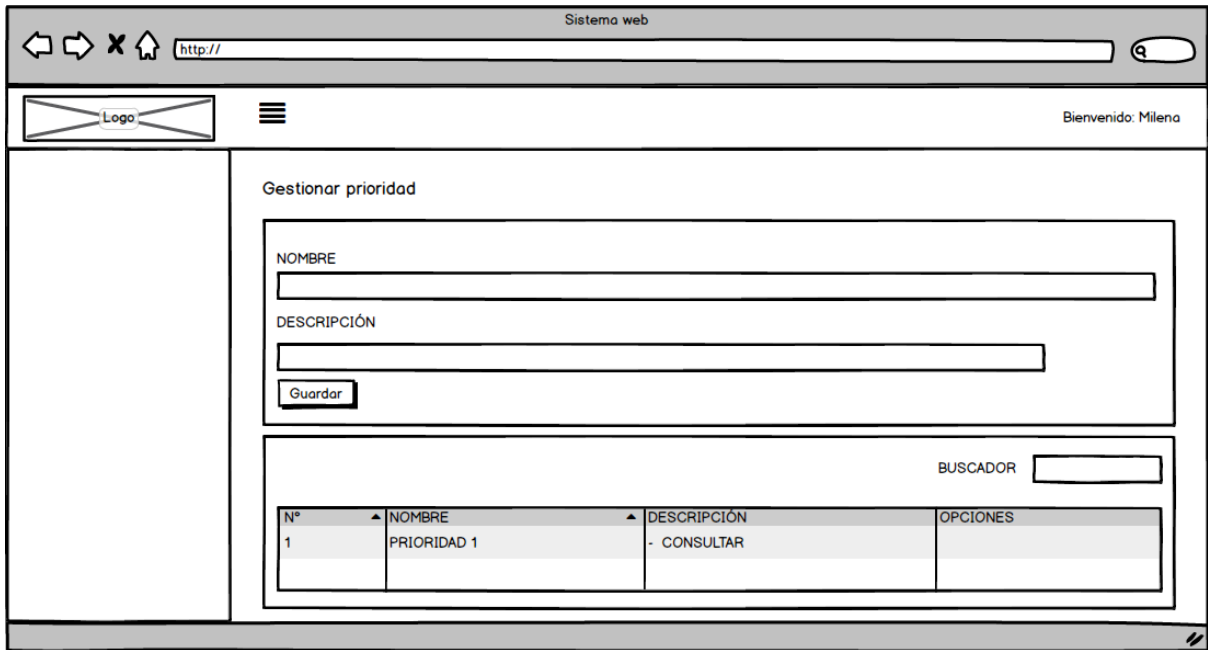 Sistema web
http://
Logo
Bienvenido: Milena
Gestionar prioridad
NOMBRE
DESCRIPCIÓN
Guardar
BUSCADOR
N° NOMBRE DESCRIPCIÓN OPCIONES
1 PRIORIDAD 1 - CONSULTAR